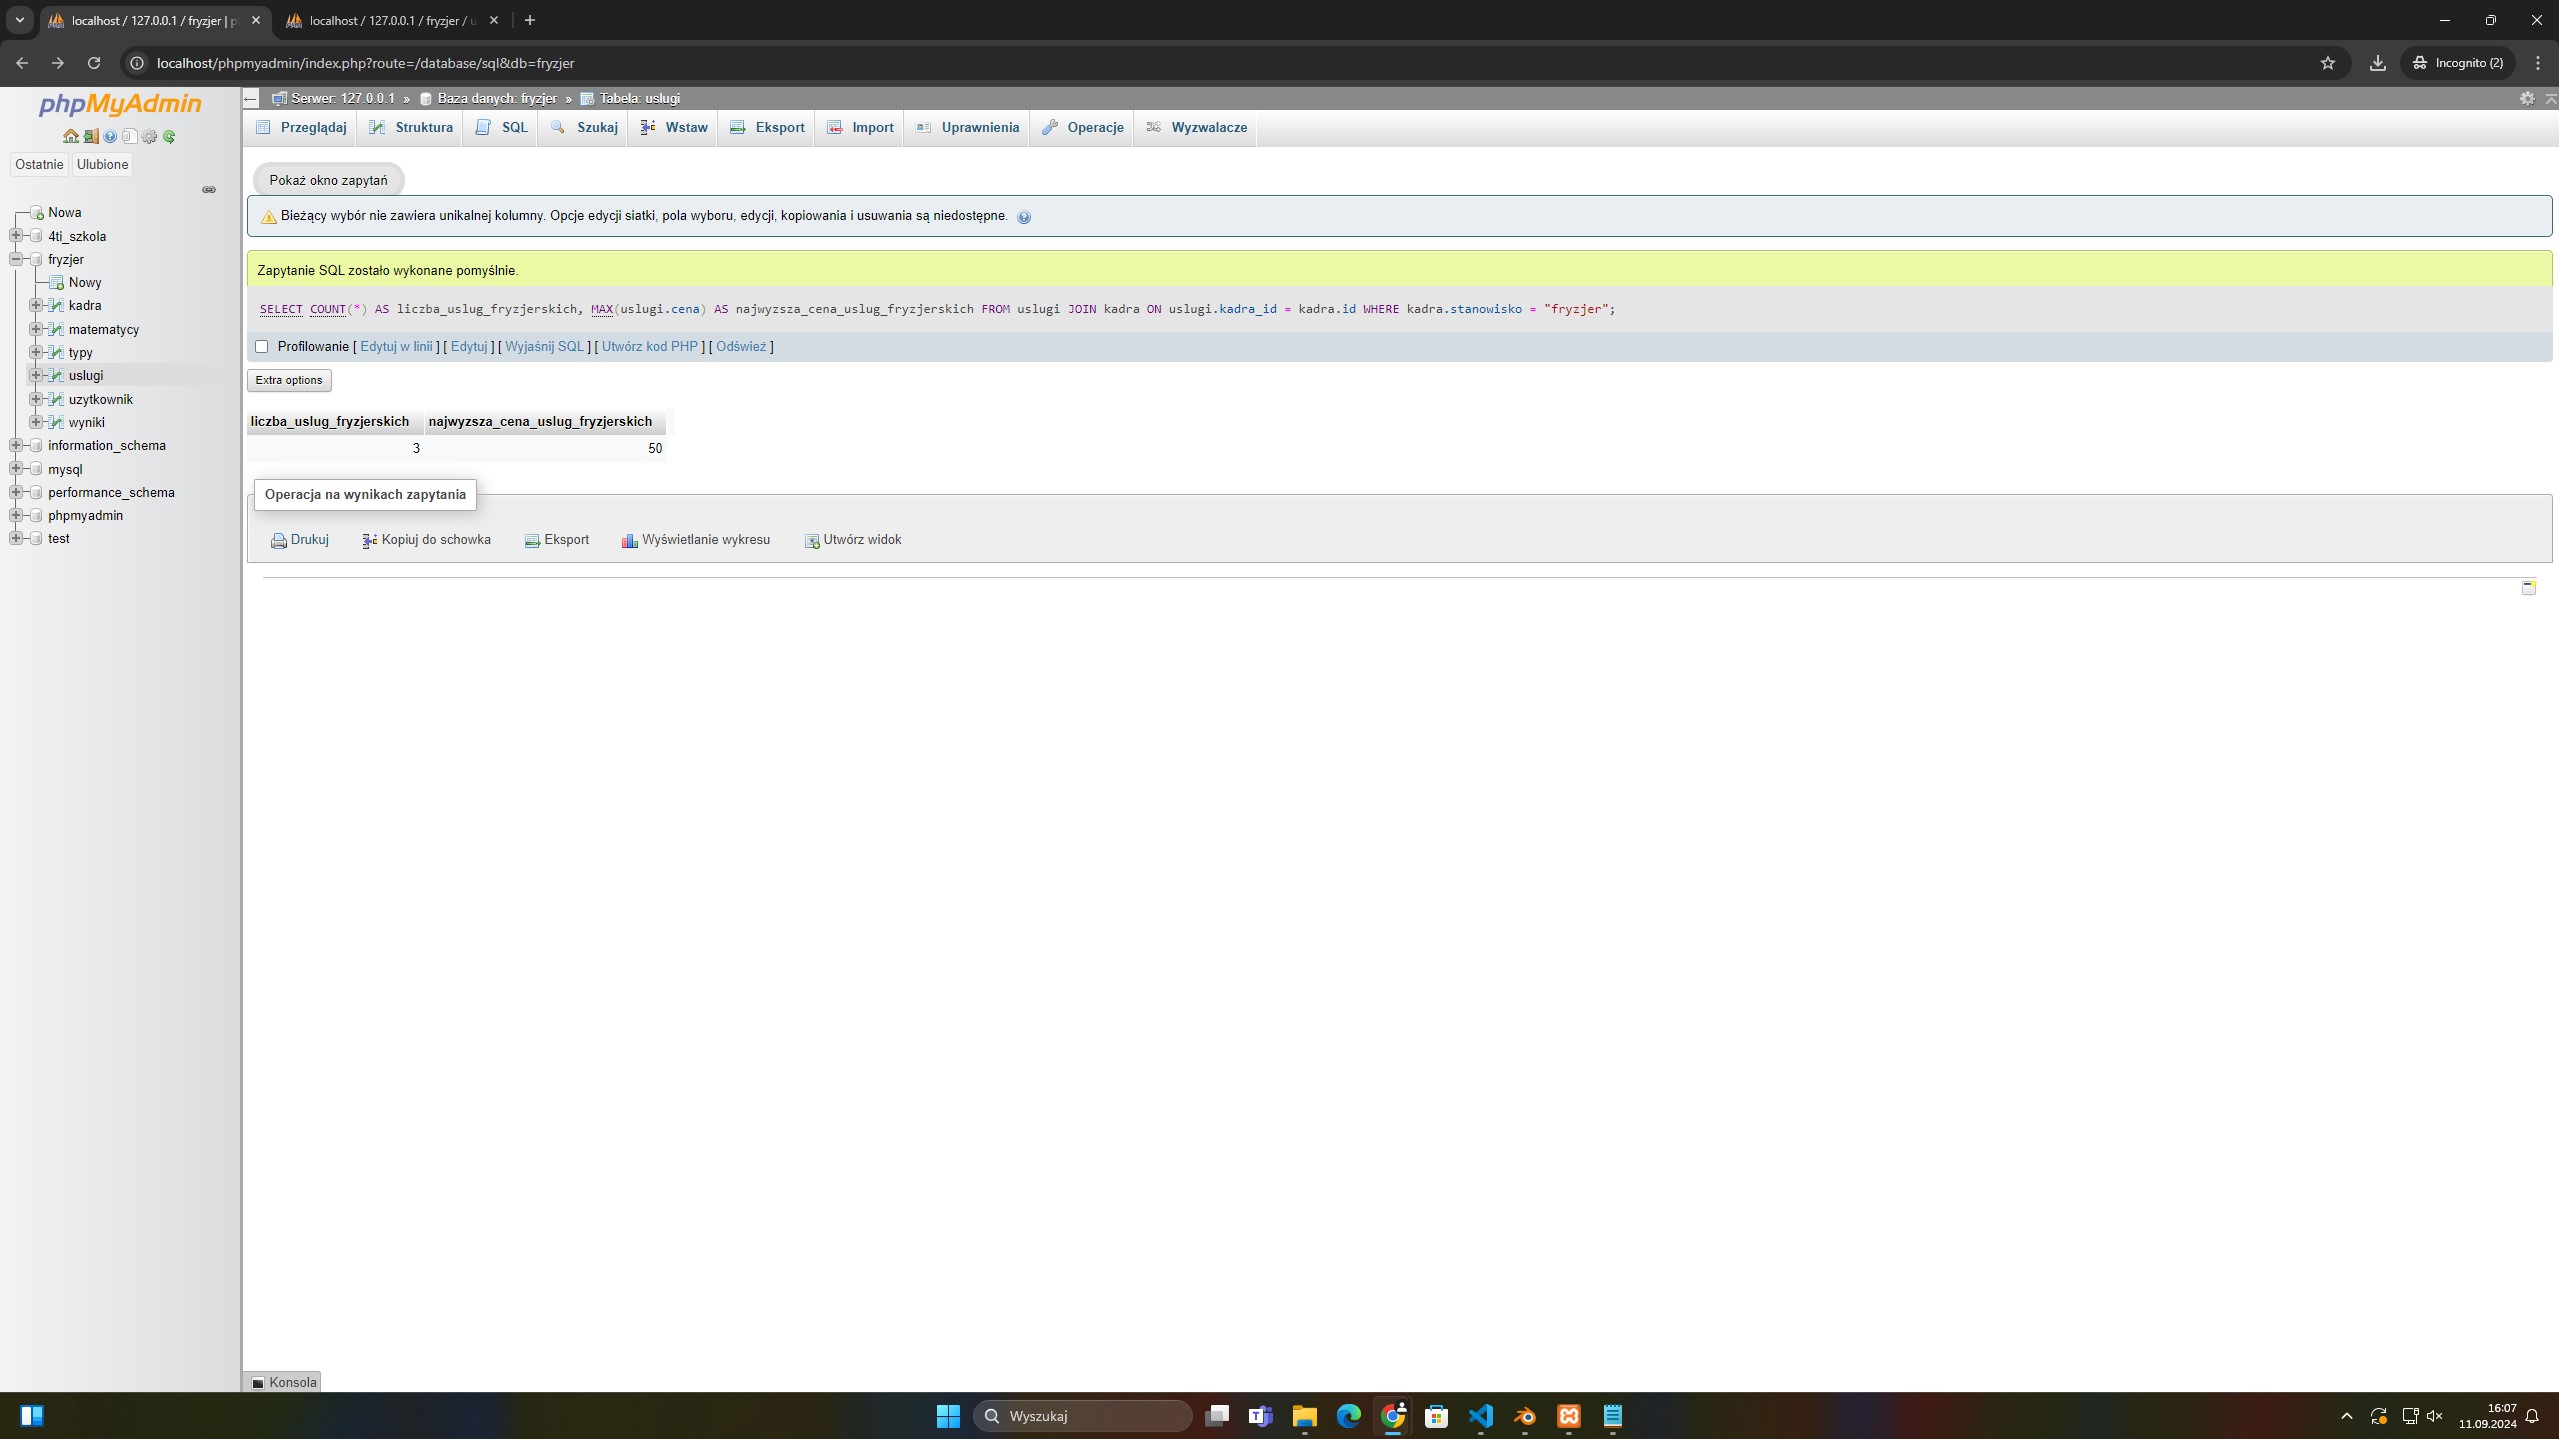 localhost / 127.0.0.1 / fryzjer | p
localhost / 127.0.0.1 / fryzjer / u
localhost/phpmyadmin/index.php?route=/database/sql&db=fryzjer
Incognito (2)
phpMyAdmin
Ostatnie Ulubione
Nowa
4ti_szkola
fryzjer
Nowy
kadra
matematycy
typy
uslugi
uzytkownik
wyniki
information_schema
mysql
performance_schema
phpmyadmin
test
Serwer: 127.0.0.1 » Baza danych: fryzjer » Tabela: uslugi
Przeglądaj Struktura SQL Szukaj Wstaw Eksport Import Uprawnienia Operacje Wyzwalacze
Pokaż okno zapytań
Bieżący wybór nie zawiera unikalnej kolumny. Opcje edycji siatki, pola wyboru, edycji, kopiowania i usuwania są niedostępne.
Zapytanie SQL zostało wykonane pomyślnie.
SELECT COUNT(*) AS liczba_uslug_fryzjerskich, MAX(uslugi.cena) AS najwyzsza_cena_uslug_fryzjerskich FROM uslugi JOIN kadra ON uslugi.kadra_id = kadra.id WHERE kadra.stanowisko = "fryzjer";
Profilowanie [ Edytuj w linii ] [ Edytuj ] [ Wyjaśnij SQL ] [ Utwórz kod PHP ] [ Odśwież ]
Extra options
liczba_uslug_fryzjerskich najwyzsza_cena_uslug_fryzjerskich
3 50
Operacja na wynikach zapytania
Drukuj Kopiuj do schowka Eksport Wyświetlanie wykresu Utwórz widok
Konsola
Wyszukaj
16:07
11.09.2024